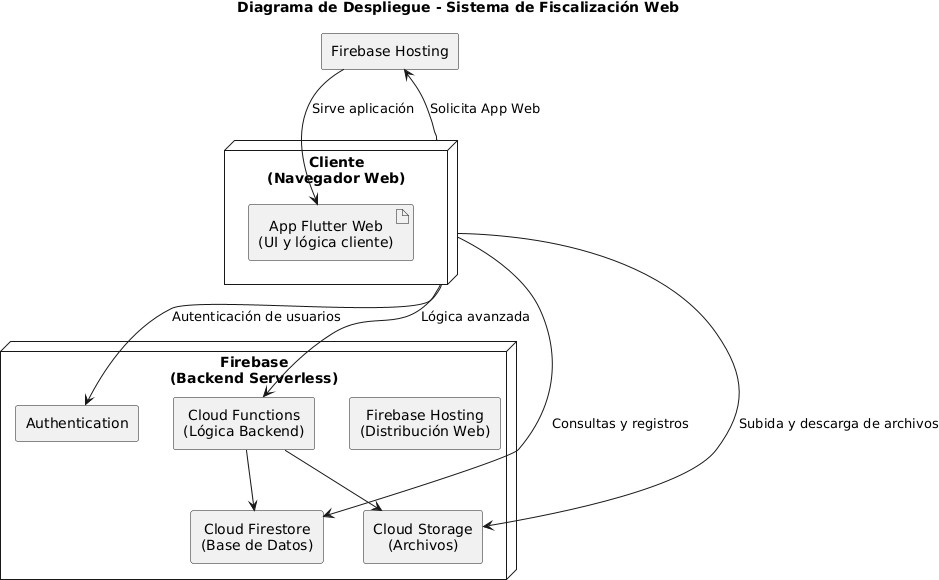 Diagrama de Despliegue - Sistema de Fiscalización Web
Firebase Hosting
Sirve aplicación
Solicita App Web
Cliente
(Navegador Web)
App Flutter Web
(UI y lógica cliente)
Autenticación de usuarios
Lógica avanzada
Firebase
(Backend Serverless)
Authentication
Cloud Functions
(Lógica Backend)
Firebase Hosting
(Distribución Web)
Consultas y registros
Subida y descarga de archivos
Cloud Firestore
(Base de Datos)
Cloud Storage
(Archivos)